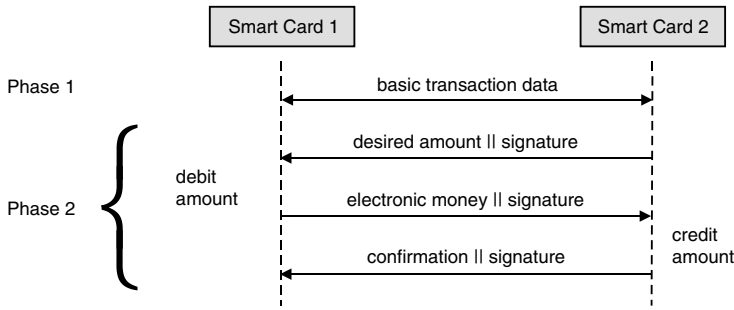 Smart Card 1
Smart Card 2
Phase 1
basic transaction data
desired amount || signature
debit
amount
Phase 2
electronic money || signature
credit
amount
confirmation || signature